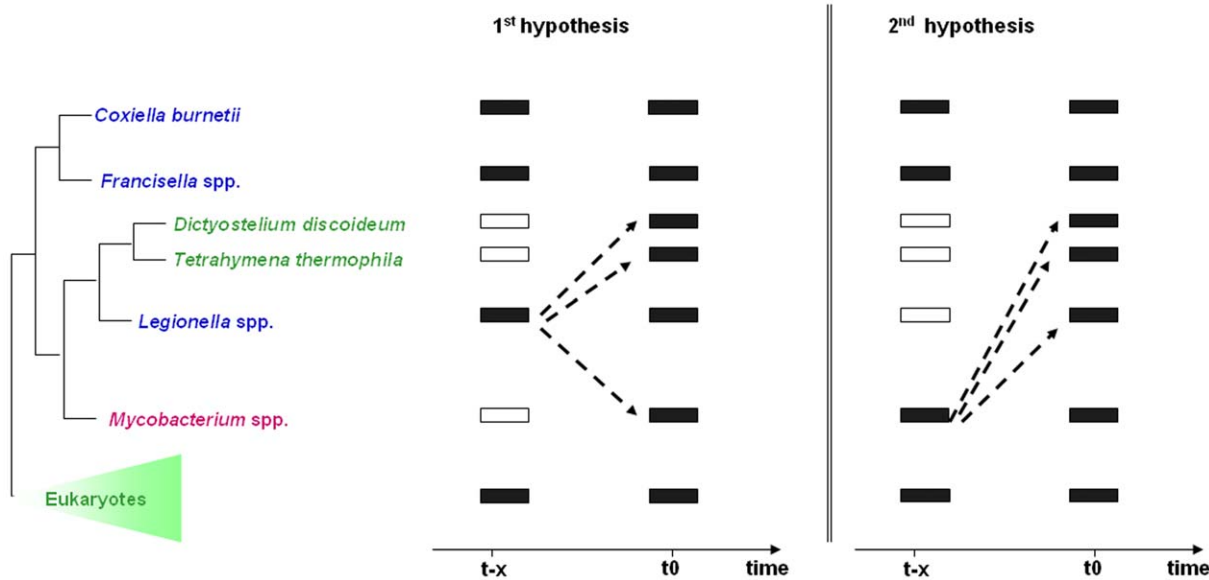 1st hypothesis
2nd hypothesis
Coxiella burnetii
Francisella spp.
Dictyostelium discoideum
Tetrahymena thermophila
Legionella spp.
Mycobacterium spp.
Eukaryotes
t-x t0 time
t-x t0 time